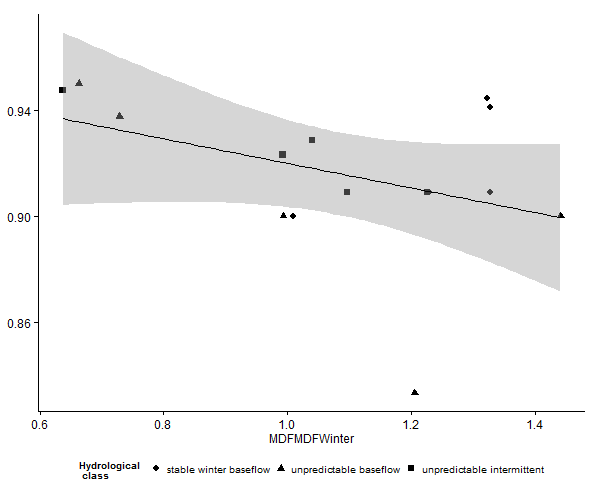 0.94
0.90
0.86
0.6 0.8 1.0 1.2 1.4
MDFMDFWinter
Hydrological
class
stable winter baseflow unpredictable baseflow unpredictable intermittent